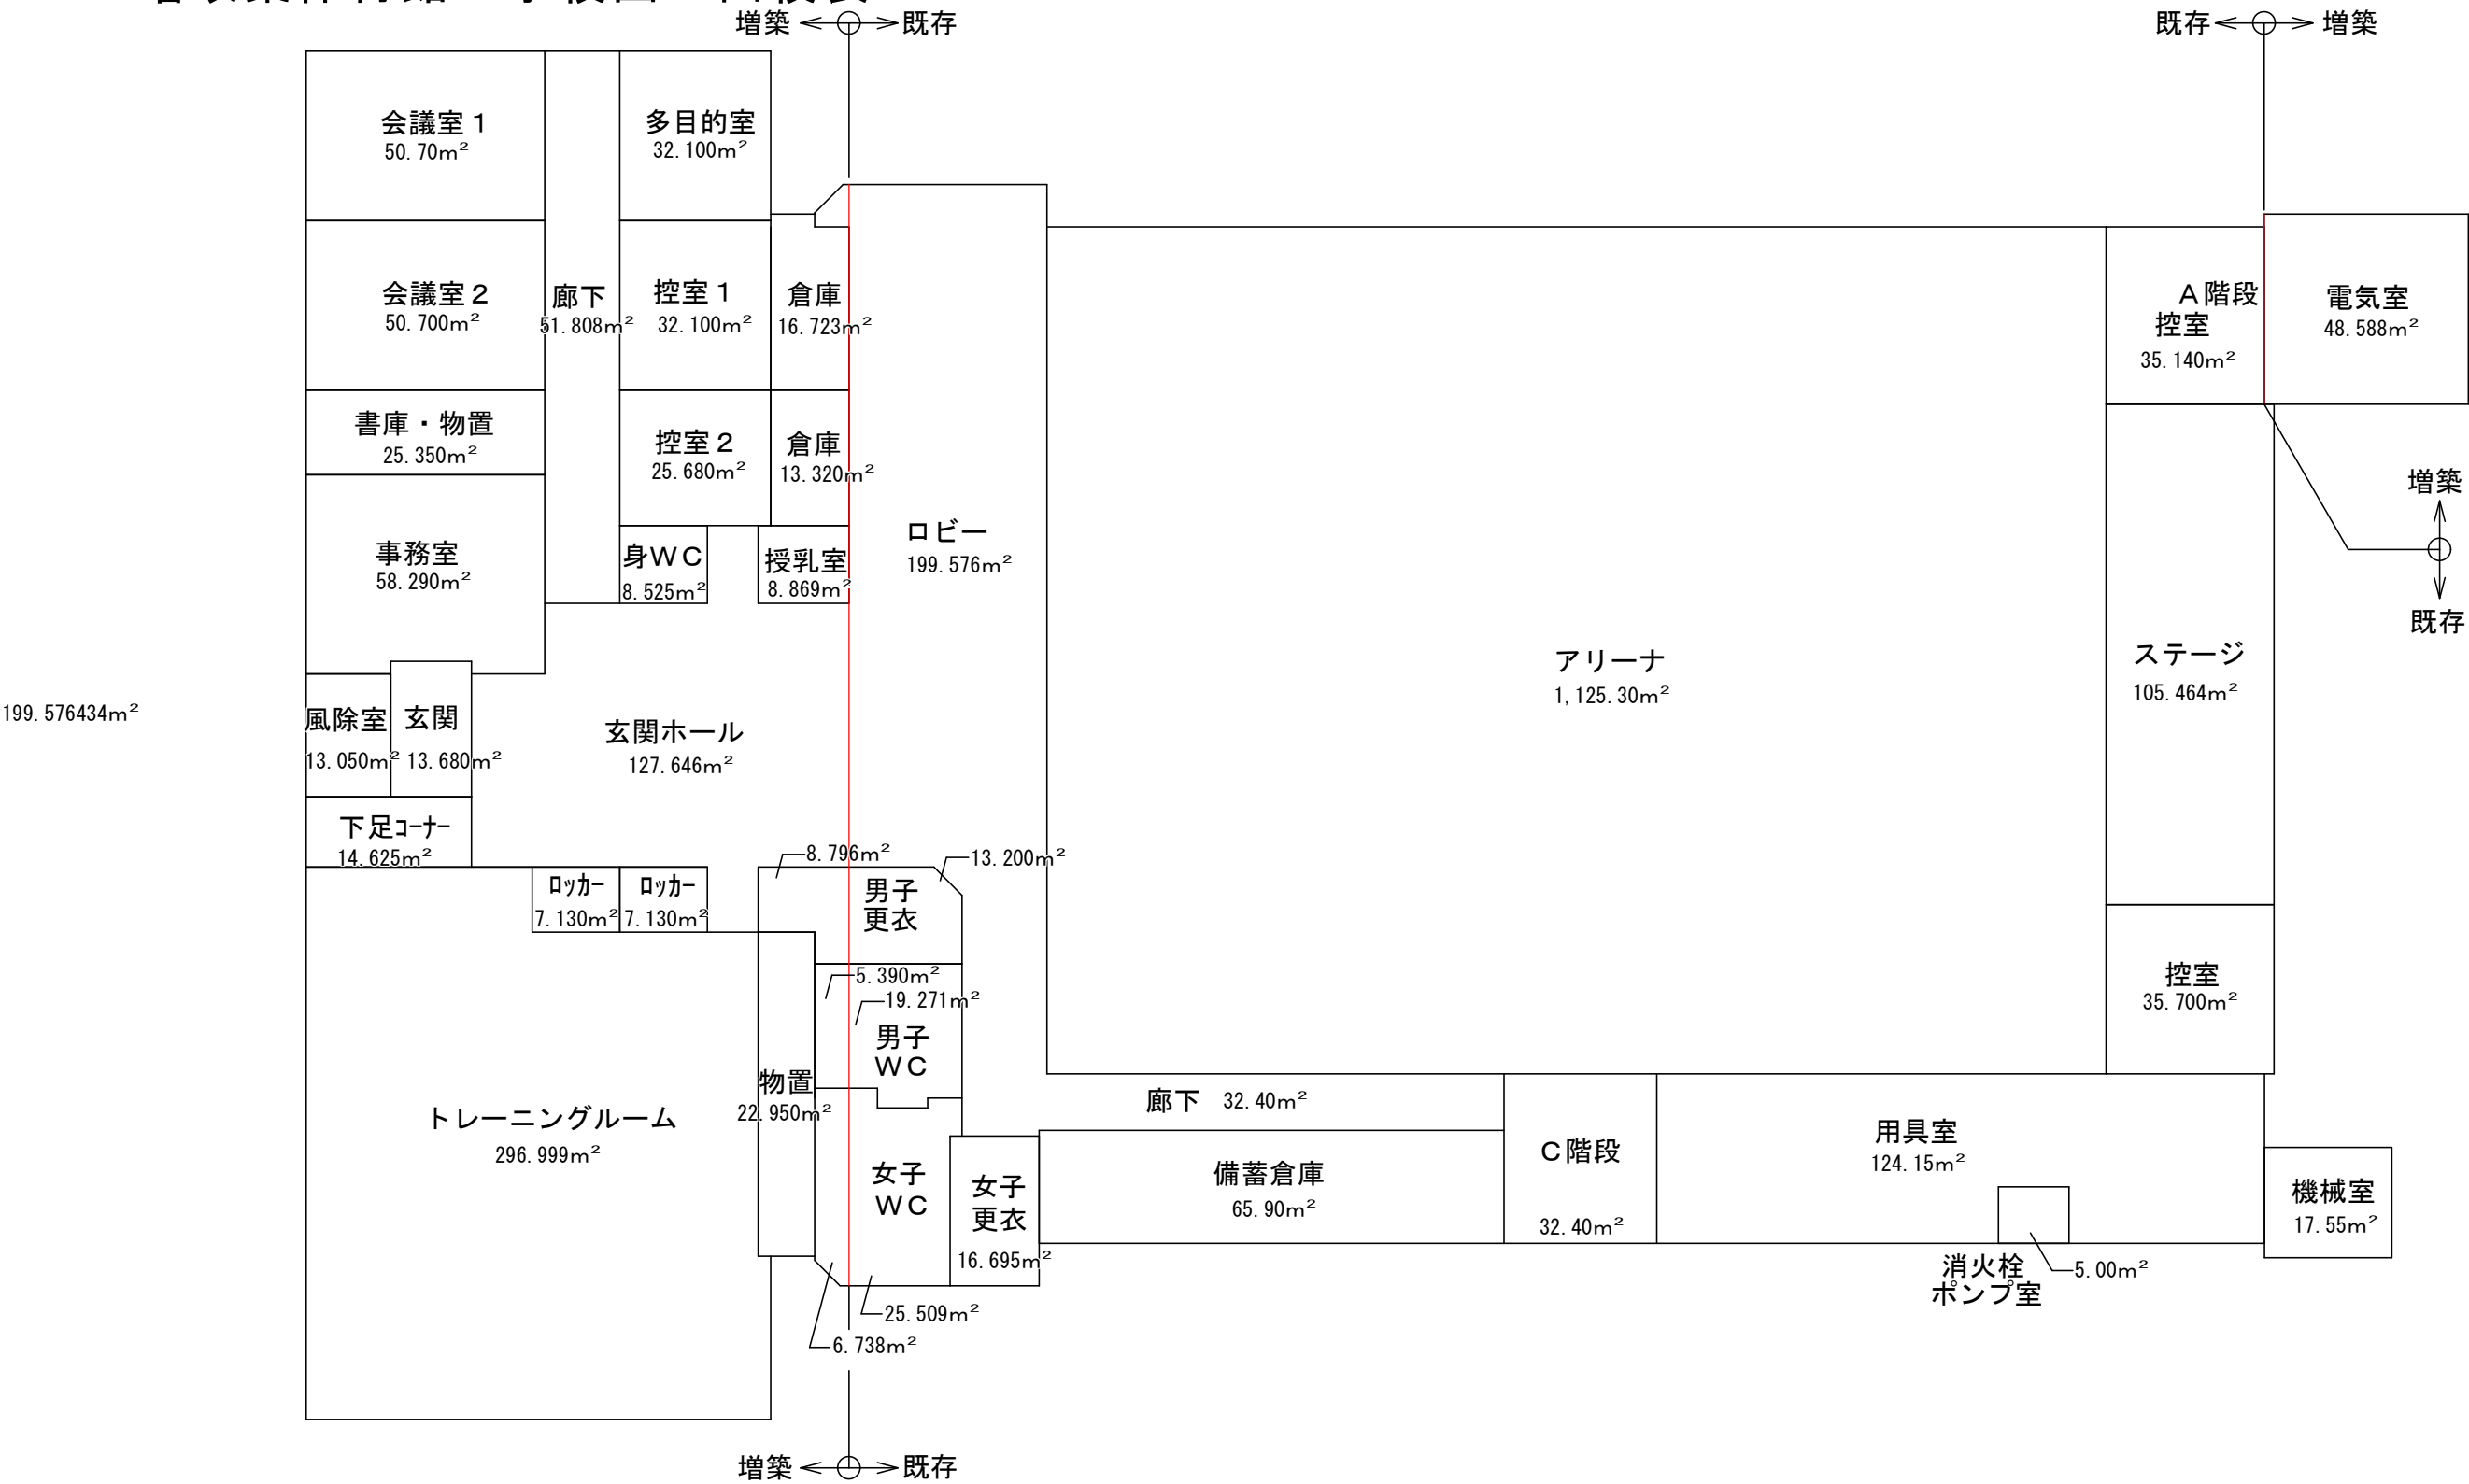 増築 既存
既存 増築
会議室1
50.70m²
多目的室
32.100m²
会議室2
50.700m²
廊下
51.808m²
控室1
32.100m²
倉庫
16.723m²
A階段
控室
35.140m²
電気室
48.588m²
書庫・物置
25.350m²
控室2
25.680m²
倉庫
13.320m²
増築
既存
事務室
58.290m²
身WC
8.525m²
授乳室
8.869m²
ロビー
199.576m²
アリーナ
1,125.30m²
ステージ
105.464m²
199.576434m²
風除室
13.050m²
玄関
13.680m²
玄関ホール
127.646m²
下足コーナー
14.625m²
ロッカー
7.130m²
ロッカー
7.130m²
8.796m²
13.200m²
男子
更衣
5.390m²
19.271m²
男子
WC
控室
35.700m²
物置
22.950m²
トレーニングルーム
296.999m²
女子
WC
女子
更衣
16.695m²
25.509m²
6.738m²
廊下 32.40m²
備蓄倉庫
65.90m²
C階段
32.40m²
用具室
124.15m²
機械室
17.55m²
消火栓
ポンプ室
5.00m²
増築 既存